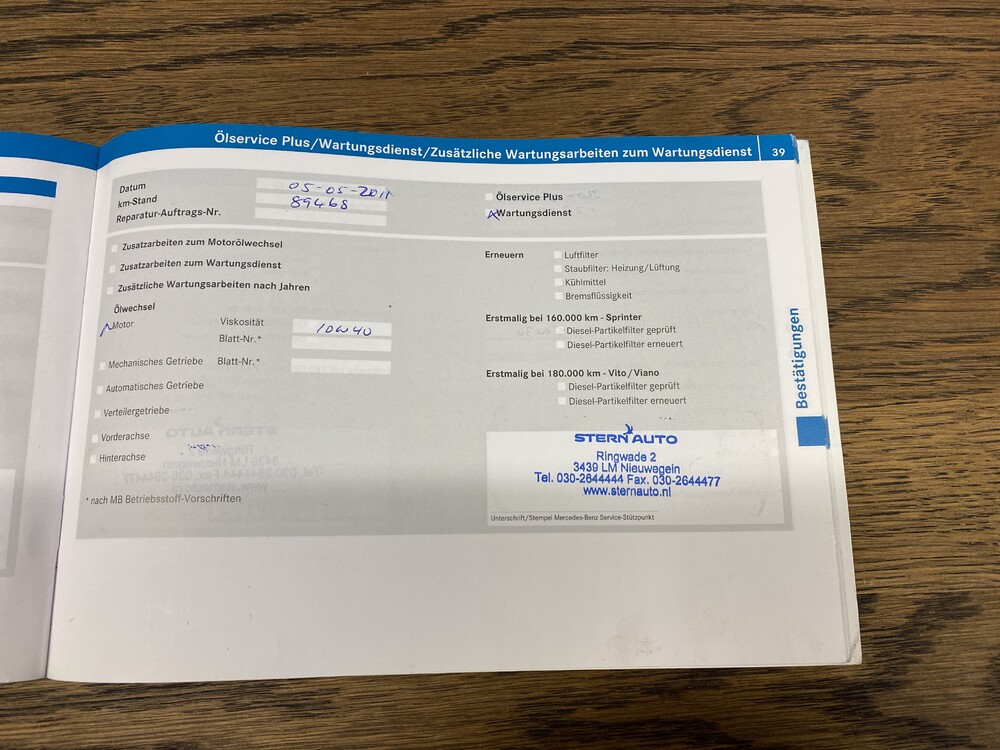 Ölservice Plus/Wartungsdienst/Zusätzliche Wartungsarbeiten zum Wartungsdienst 39
Datum 05-05-2011
km-Stand 89468
Reparatur-Auftrags-Nr.
Ölservice Plus
Wartungsdienst
Zusatzarbeiten zum Motorölwechsel
Zusatzarbeiten zum Wartungsdienst
Zusätzliche Wartungsarbeiten nach Jahren
Ölwechsel
Motor Viskosität 10W40
Blatt-Nr.*
Mechanisches Getriebe Blatt-Nr.*
Automatisches Getriebe
Verteilergetriebe
Vorderachse
Hinterachse
* nach MB Betriebsstoff-Vorschriften
Erneuern Luftfilter
Staubfilter: Heizung/Lüftung
Kühlmittel
Bremsflüssigkeit
Erstmalig bei 160.000 km - Sprinter
Diesel-Partikelfilter geprüft
Diesel-Partikelfilter erneuert
Erstmalig bei 180.000 km - Vito/Viano
Diesel-Partikelfilter geprüft
Diesel-Partikelfilter erneuert
STERN AUTO
Ringwade 2
3439 LM Nieuwegein
Tel. 030-2644444 Fax. 030-2644477
www.sternauto.nl
Unterschrift/Stempel Mercedes-Benz Service-Stützpunkt
Bestätigungen